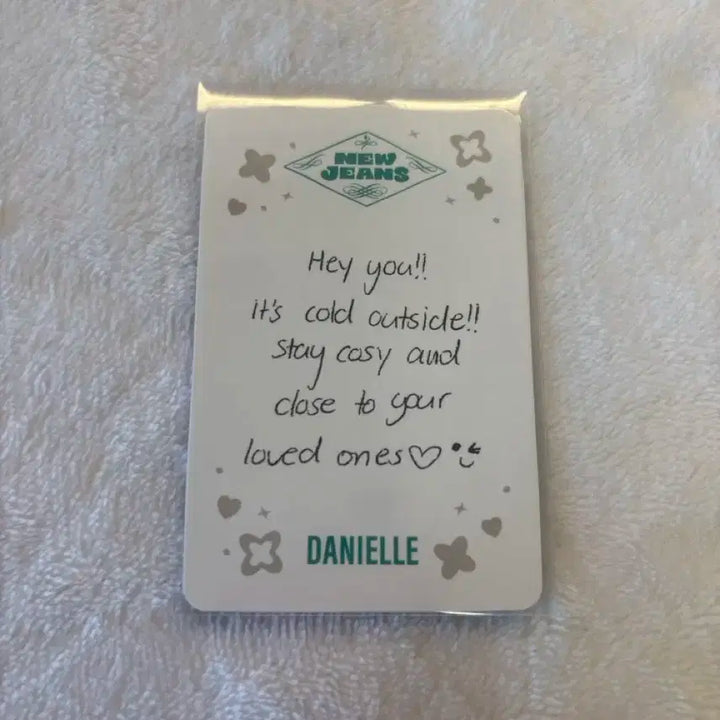 NEW
JEANS
Hey you!!
it's cold outside!!
stay cosy and
close to your
loved ones♡
DANIELLE